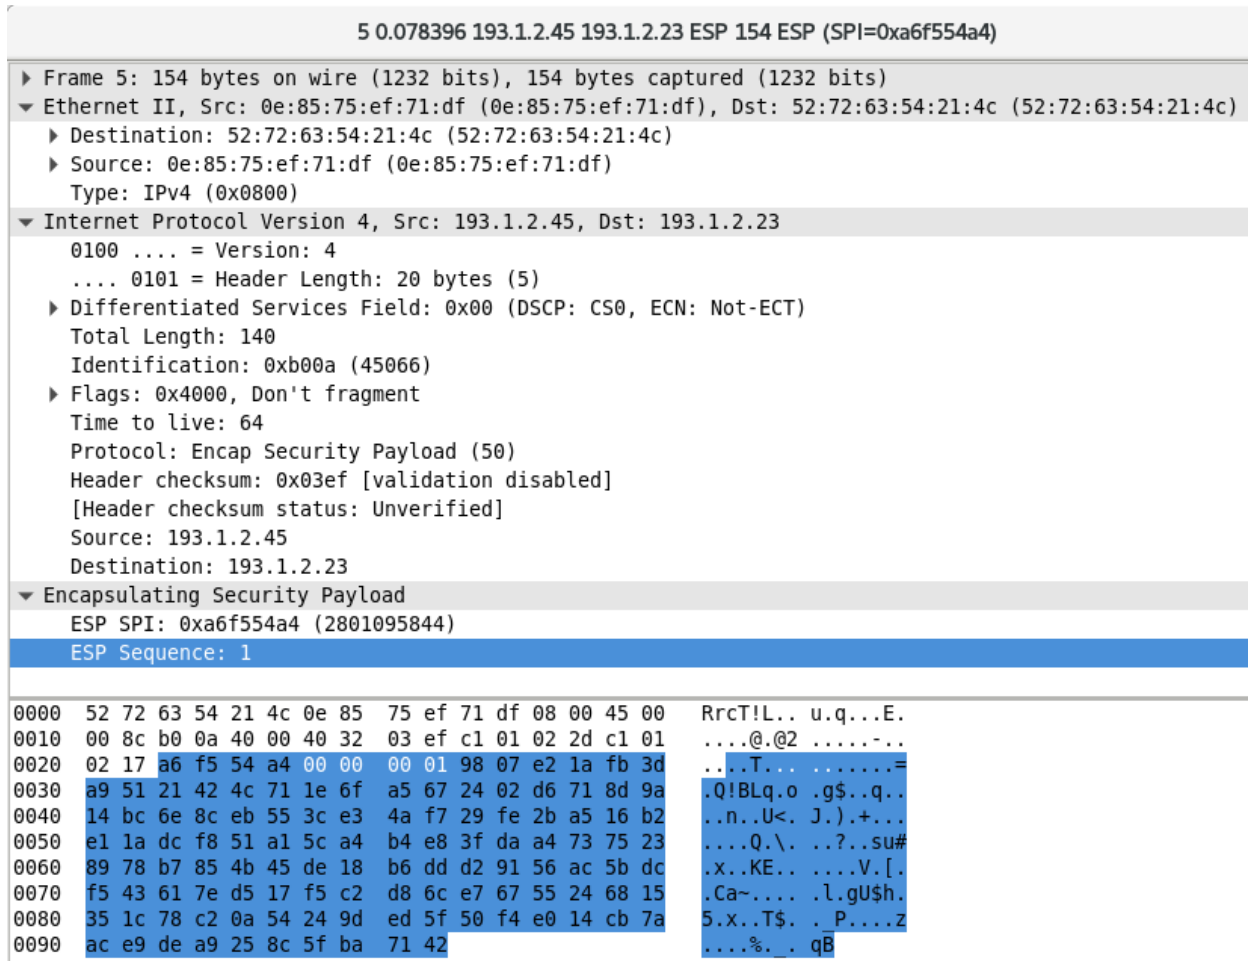 5 0.078396 193.1.2.45 193.1.2.23 ESP 154 ESP (SPI=0xa6f554a4)
Frame 5: 154 bytes on wire (1232 bits), 154 bytes captured (1232 bits)
Ethernet II, Src: 0e:85:75:ef:71:df (0e:85:75:ef:71:df), Dst: 52:72:63:54:21:4c (52:72:63:54:21:4c)
Destination: 52:72:63:54:21:4c (52:72:63:54:21:4c)
Source: 0e:85:75:ef:71:df (0e:85:75:ef:71:df)
Type: IPv4 (0x0800)
Internet Protocol Version 4, Src: 193.1.2.45, Dst: 193.1.2.23
0100 .... = Version: 4
.... 0101 = Header Length: 20 bytes (5)
Differentiated Services Field: 0x00 (DSCP: CS0, ECN: Not-ECT)
Total Length: 140
Identification: 0xb00a (45066)
Flags: 0x4000, Don't fragment
Time to live: 64
Protocol: Encap Security Payload (50)
Header checksum: 0x03ef [validation disabled]
[Header checksum status: Unverified]
Source: 193.1.2.45
Destination: 193.1.2.23
Encapsulating Security Payload
ESP SPI: 0xa6f554a4 (2801095844)
ESP Sequence: 1
0000 52 72 63 54 21 4c 0e 85 75 ef 71 df 08 00 45 00 RrcT!L.. u.q...E.
0010 00 8c b0 0a 40 00 40 32 03 ef c1 01 02 2d c1 01 ....@.@2 .....-..
0020 02 17 a6 f5 54 a4 00 00 00 01 98 07 e2 1a fb 3d ....T... .......=
0030 a9 51 21 42 4c 71 1e 6f a5 67 24 02 d6 71 8d 9a .Q!BLq.o .g$..q..
0040 14 bc 6e 8c eb 55 3c e3 4a f7 29 fe 2b a5 16 b2 ..n..U<. J.).+...
0050 e1 1a dc f8 51 a1 5c a4 b4 e8 3f da a4 73 75 23 ....Q.\. ..?..su#
0060 89 78 b7 85 4b 45 de 18 b6 dd d2 91 56 ac 5b dc .x..KE.. ....V.[.
0070 f5 43 61 7e d5 17 f5 c2 d8 6c e7 67 55 24 68 15 .Ca~.... .l.gU$h.
0080 35 1c 78 c2 0a 54 24 9d ed 5f 50 f4 e0 14 cb 7a 5.x..T$. ._P....z
0090 ac e9 de a9 25 8c 5f ba 71 42 ....%._. qB